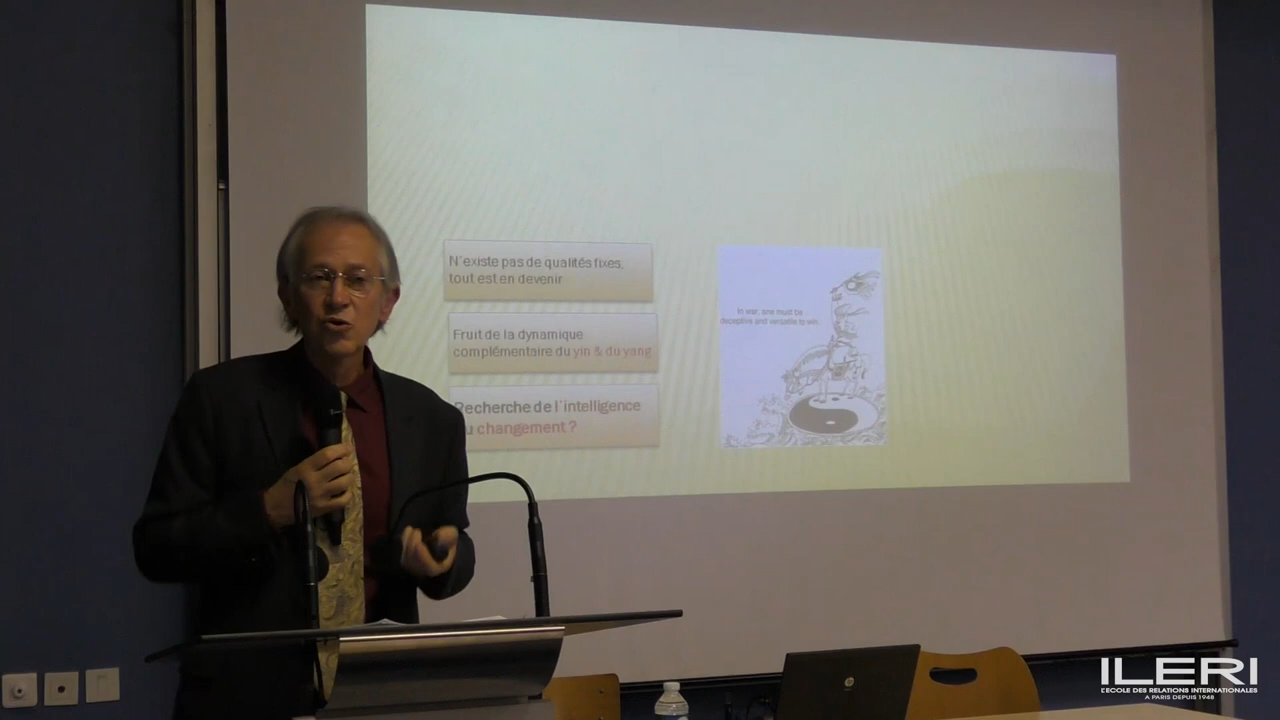 N'existe pas de qualités fixes,
tout est en devenir
Fruit de la dynamique
complémentaire du yin & du yang
Recherche de l'intelligence
du changement ?
In war, one must be
deceptive and versatile to win.
hp
ILERI
L'ECOLE DES RELATIONS INTERNATIONALES
A PARIS DEPUIS 1948